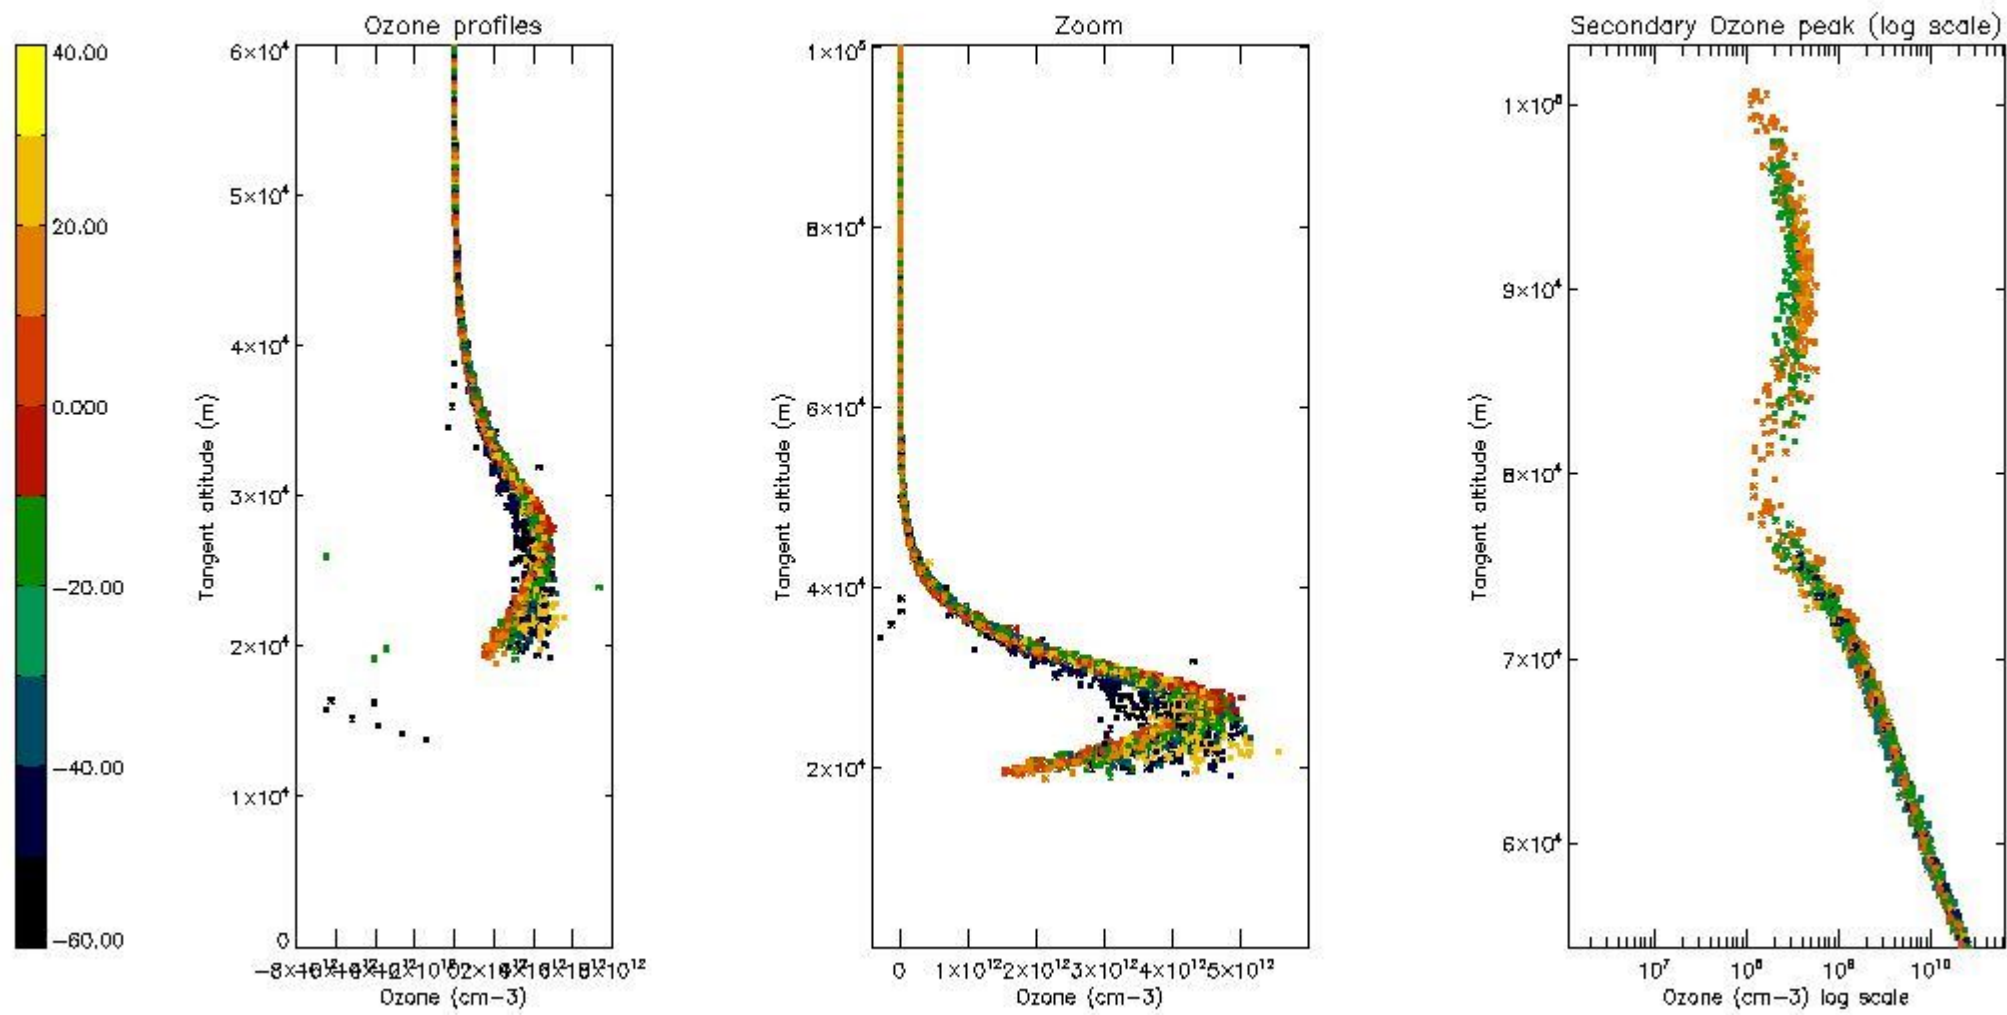 Ozone profiles
Zoom
Secondary Ozone peak (log scale)
40.00
20.00
0.000
−20.00
−40.00
−60.00
6×10⁴
5×10⁴
4×10⁴
3×10⁴
2×10⁴
1×10⁴
0
Tangent altitude (m)
Ozone (cm−3)
1×10⁵
8×10⁴
6×10⁴
4×10⁴
2×10⁴
Tangent altitude (m)
0 1×10¹² 2×10¹² 3×10¹² 4×10¹² 5×10¹²
Ozone (cm−3)
9×10⁴
8×10⁴
7×10⁴
6×10⁴
Tangent altitude (m)
10⁷ 10⁸ 10⁹ 10¹⁰
Ozone (cm−3) log scale